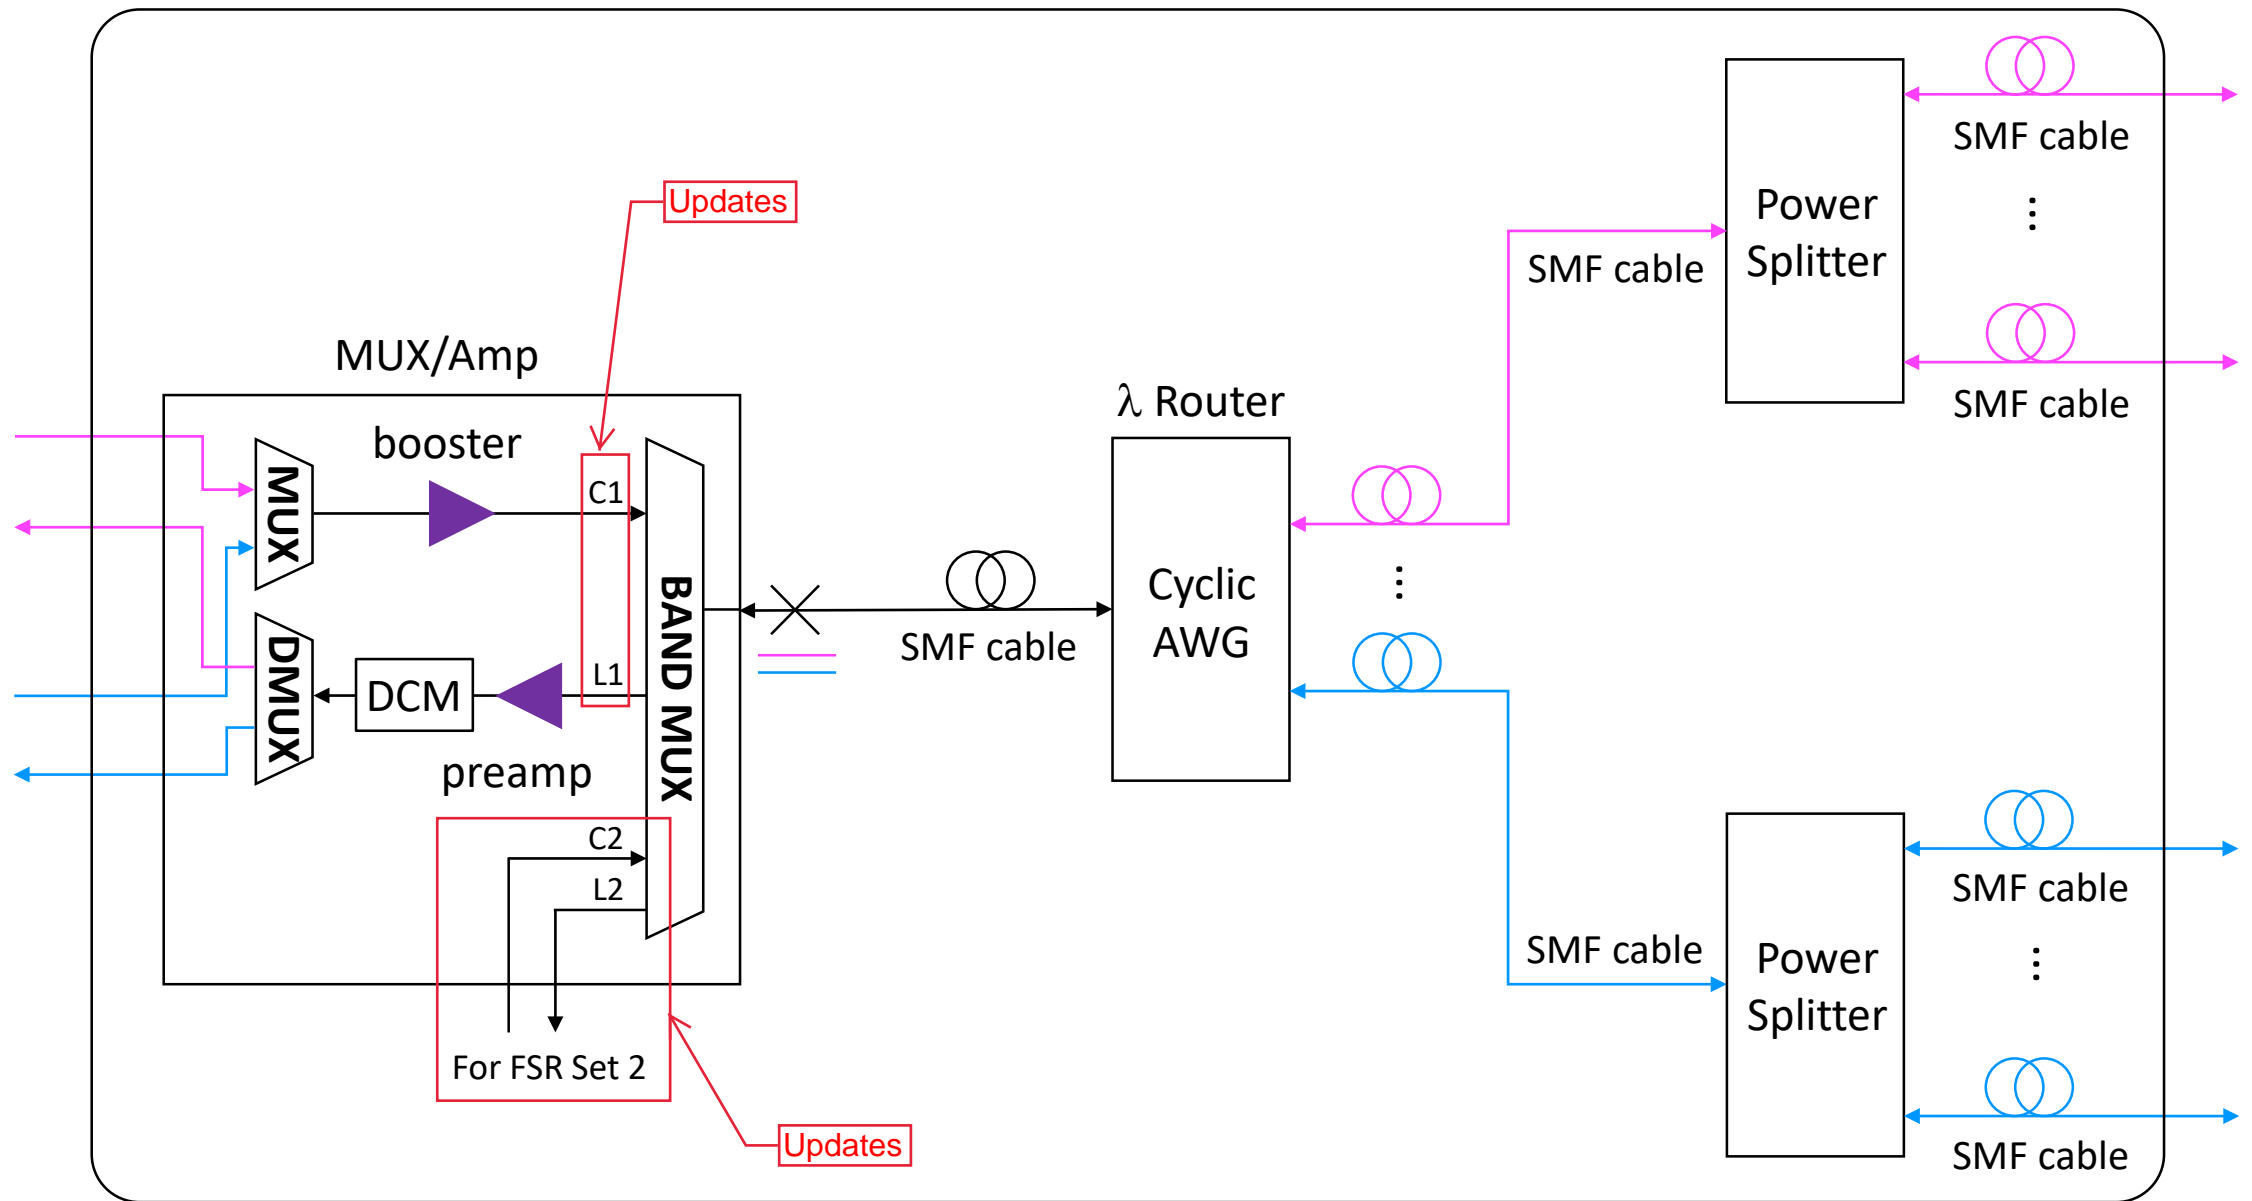 Updates
MUX/Amp
booster
MUX
C1
DMUX
DCM
L1
preamp
BAND MUX
C2
L2
For FSR Set 2
Updates
SMF cable
λ Router
Cyclic
AWG
...
SMF cable
Power
Splitter
SMF cable
...
SMF cable
SMF cable
Power
Splitter
SMF cable
...
SMF cable